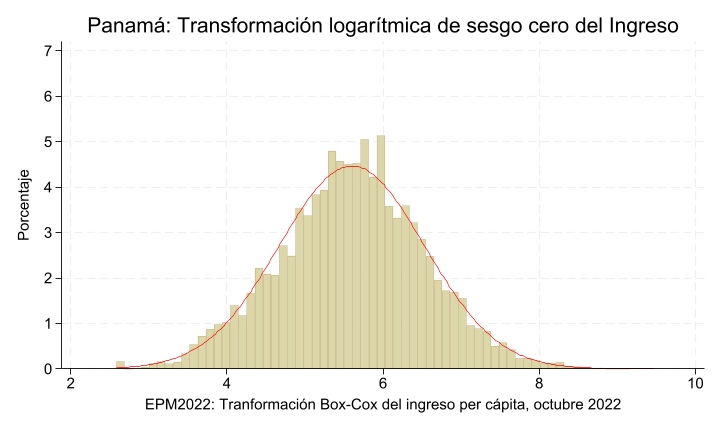 Panamá: Transformación logarítmica de sesgo cero del Ingreso
7
6
5
4
3
2
1
0
Porcentaje
2 4 6 8 10
EPM2022: Tranformación Box-Cox del ingreso per cápita, octubre 2022